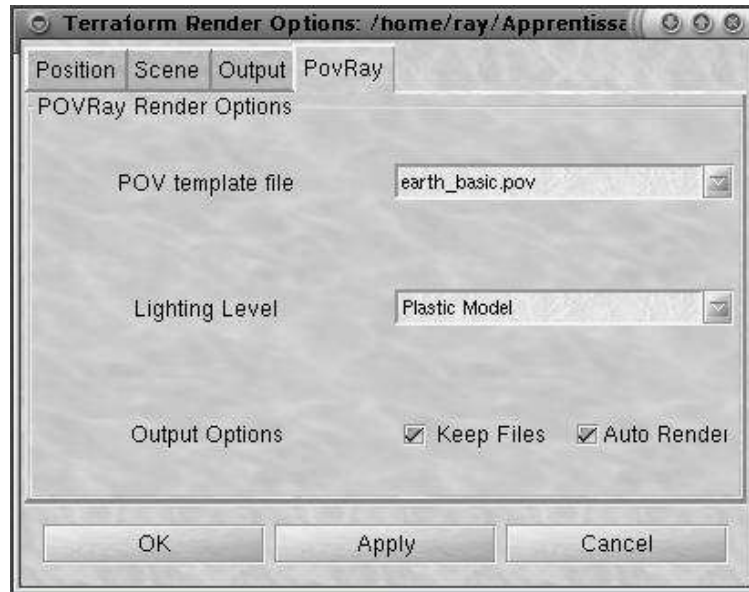 Terraform Render Options: /home/ray/Apprentissa
Position Scene Output PovRay
POVRay Render Options
POV template file earth_basic.pov
Lighting Level Plastic Model
Output Options Keep Files Auto Render
OK Apply Cancel